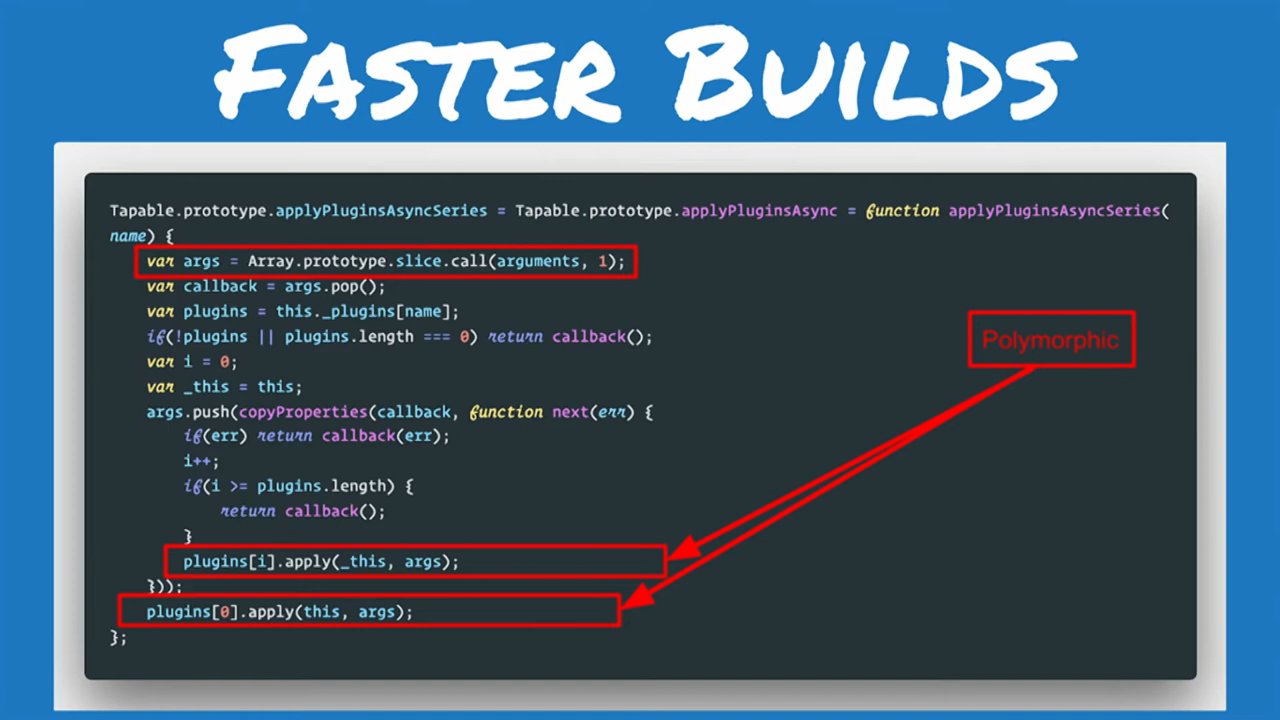 FASTER BUILDS
Tapable.prototype.applyPluginsAsyncSeries = Tapable.prototype.applyPluginsAsync = function applyPluginsAsyncSeries(
name) {
var args = Array.prototype.slice.call(arguments, 1);
var callback = args.pop();
var plugins = this._plugins[name];
if(!plugins || plugins.length === 0) return callback();
var i = 0;
var _this = this;
args.push(copyProperties(callback, function next(err) {
if(err) return callback(err);
i++;
if(i >= plugins.length) {
return callback();
}
plugins[i].apply(_this, args);
}));
plugins[0].apply(this, args);
};
Polymorphic